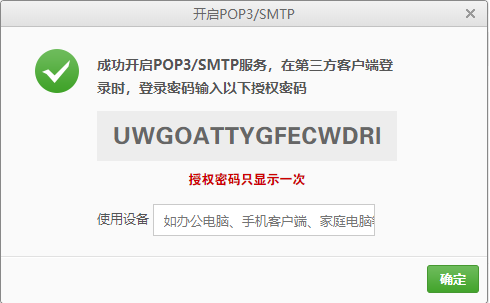 开启POP3/SMTP
成功开启POP3/SMTP服务，在第三方客户端登
录时，登录密码输入以下授权密码
UWGOATTYGFECWDRI
授权密码只显示一次
使用设备 如办公电脑、手机客户端、家庭电脑等
确定